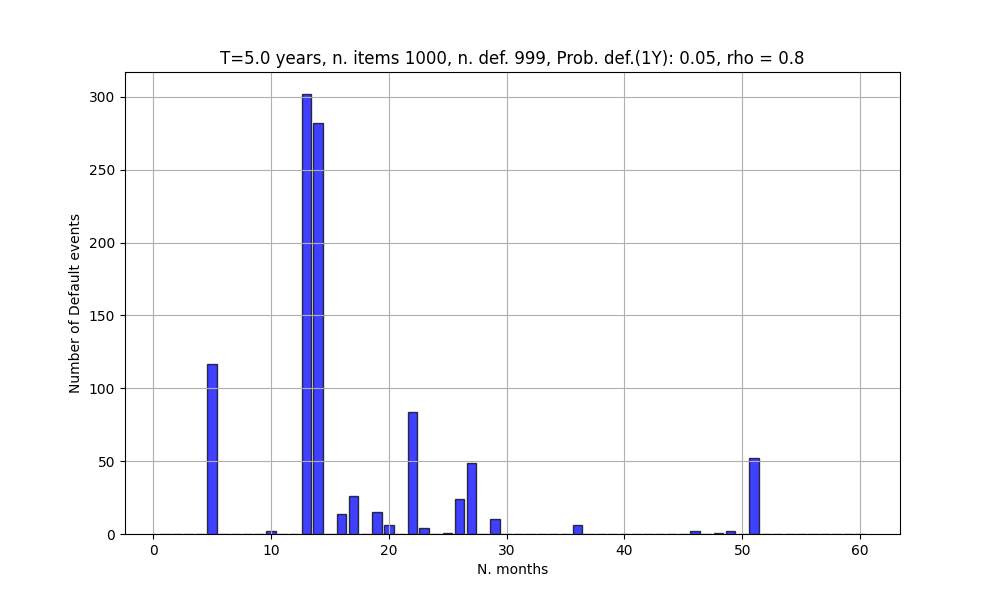 T=5.0 years, n. items 1000, n. def. 999, Prob. def.(1Y): 0.05, rho = 0.8
300
250
200
150
100
50
0
Number of Default events
0 10 20 30 40 50 60
N. months